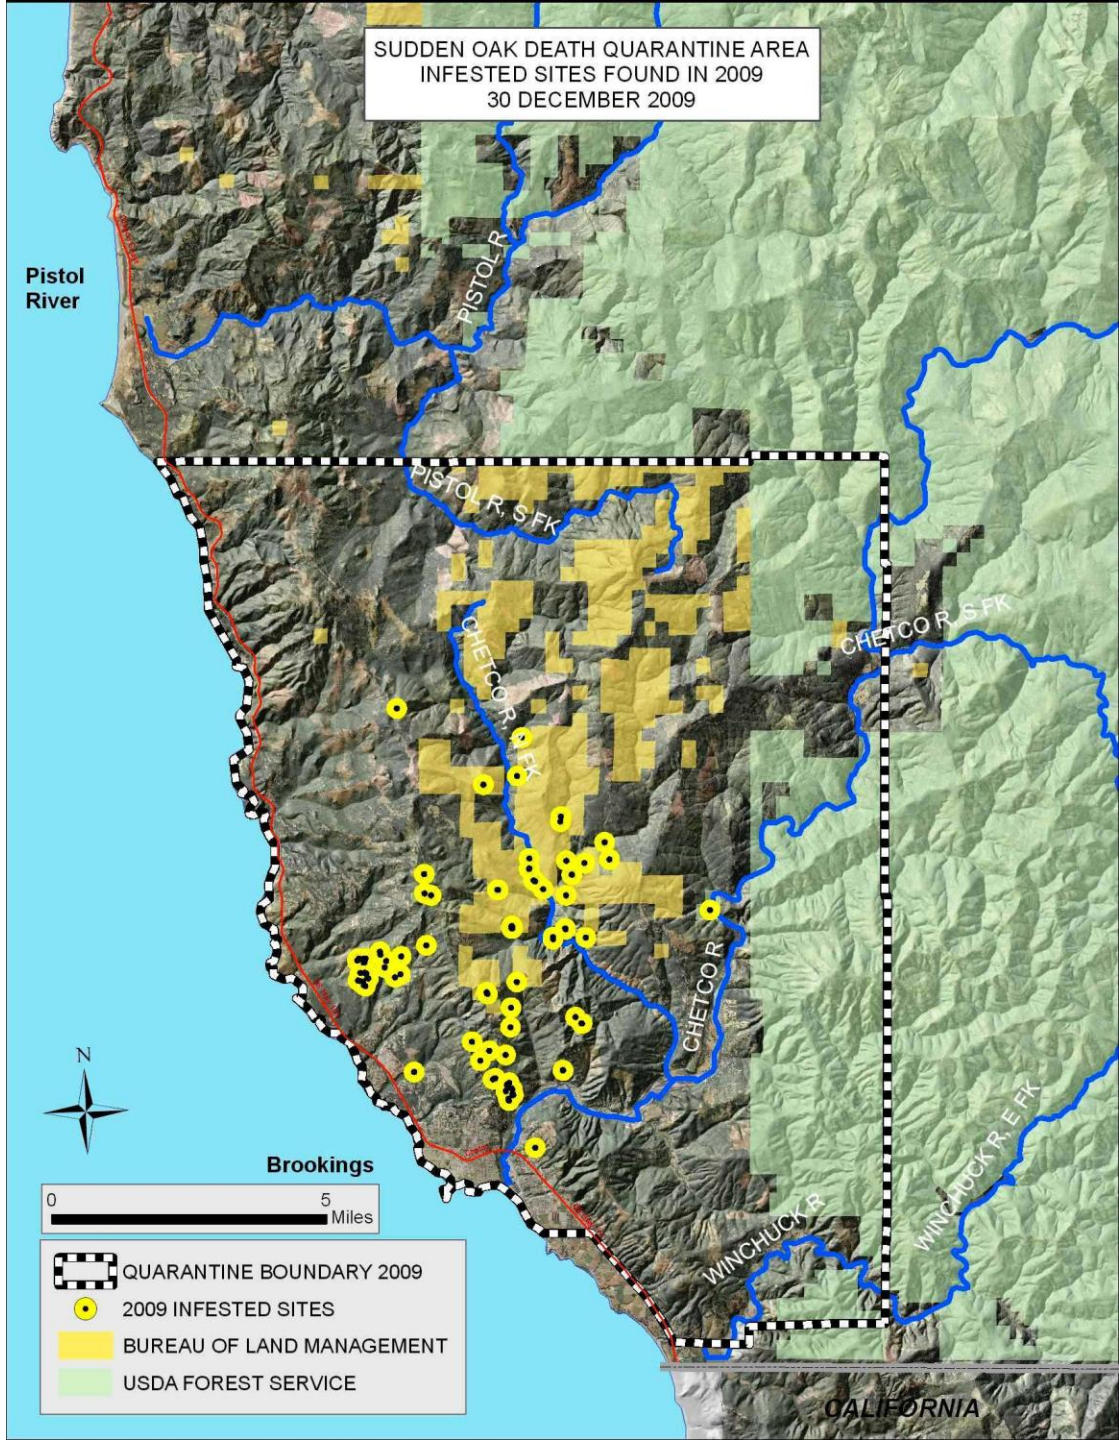 SUDDEN OAK DEATH QUARANTINE AREA
INFESTED SITES FOUND IN 2009
30 DECEMBER 2009
Pistol
River
PISTOL R
PISTOL R, S FK
CHETCO R, S FK
CHETCO R, N FK
CHETCO R
WINCHUCK R, E FK
WINCHUCK R
N
Brookings
0 5
Miles
QUARANTINE BOUNDARY 2009
2009 INFESTED SITES
BUREAU OF LAND MANAGEMENT
USDA FOREST SERVICE
CALIFORNIA